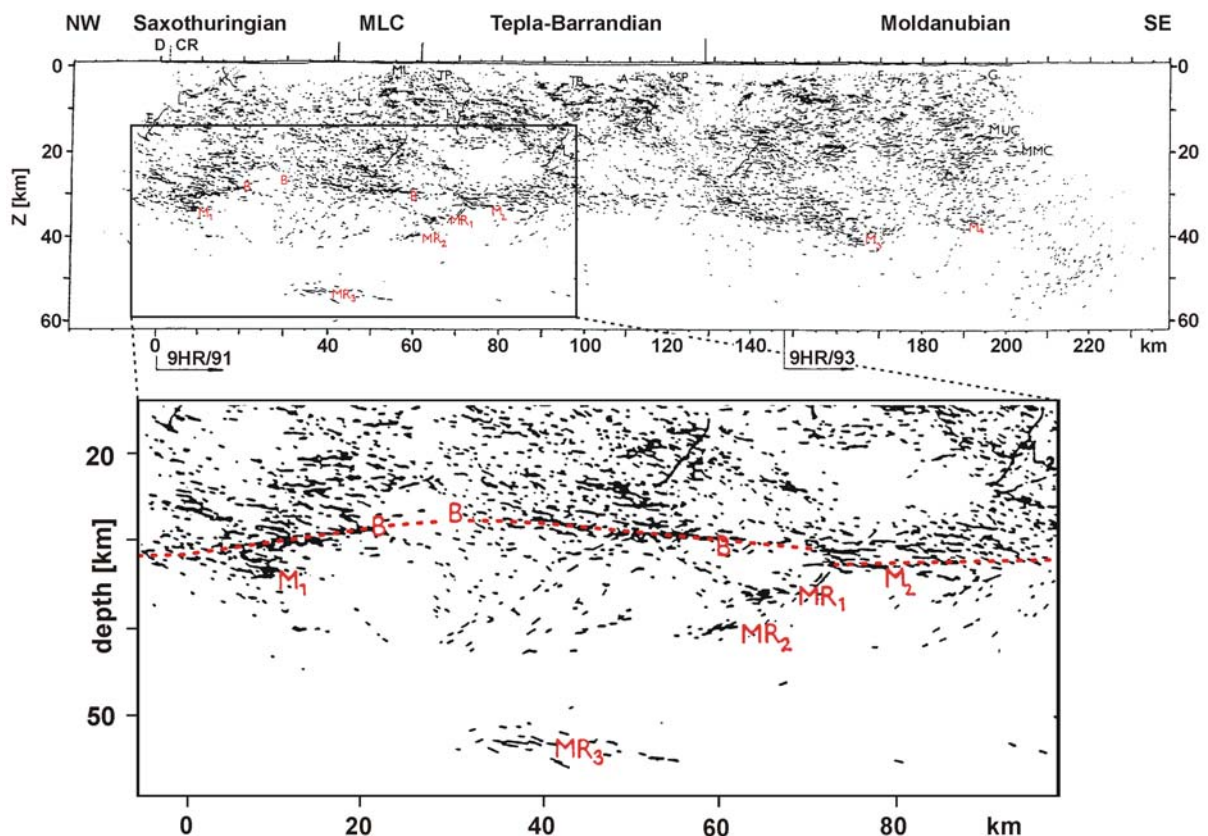 NW Saxothuringian MLC Tepla-Barrandian Moldanubian SE
D CR
0 ML TP TB A SP F G 0
K
L L
E
MUC
20 MMC 20
B B
B
M1 MR1 M2
40 MR2 M3 M4 40
MR3
60 60
Z [km]
0 20 40 60 80 100 120 140 160 180 200 220 km
9HR/91 9HR/93
20
L2
B B
B
M1 MR1 M2
MR2
50
MR3
depth [km]
0 20 40 60 80 km